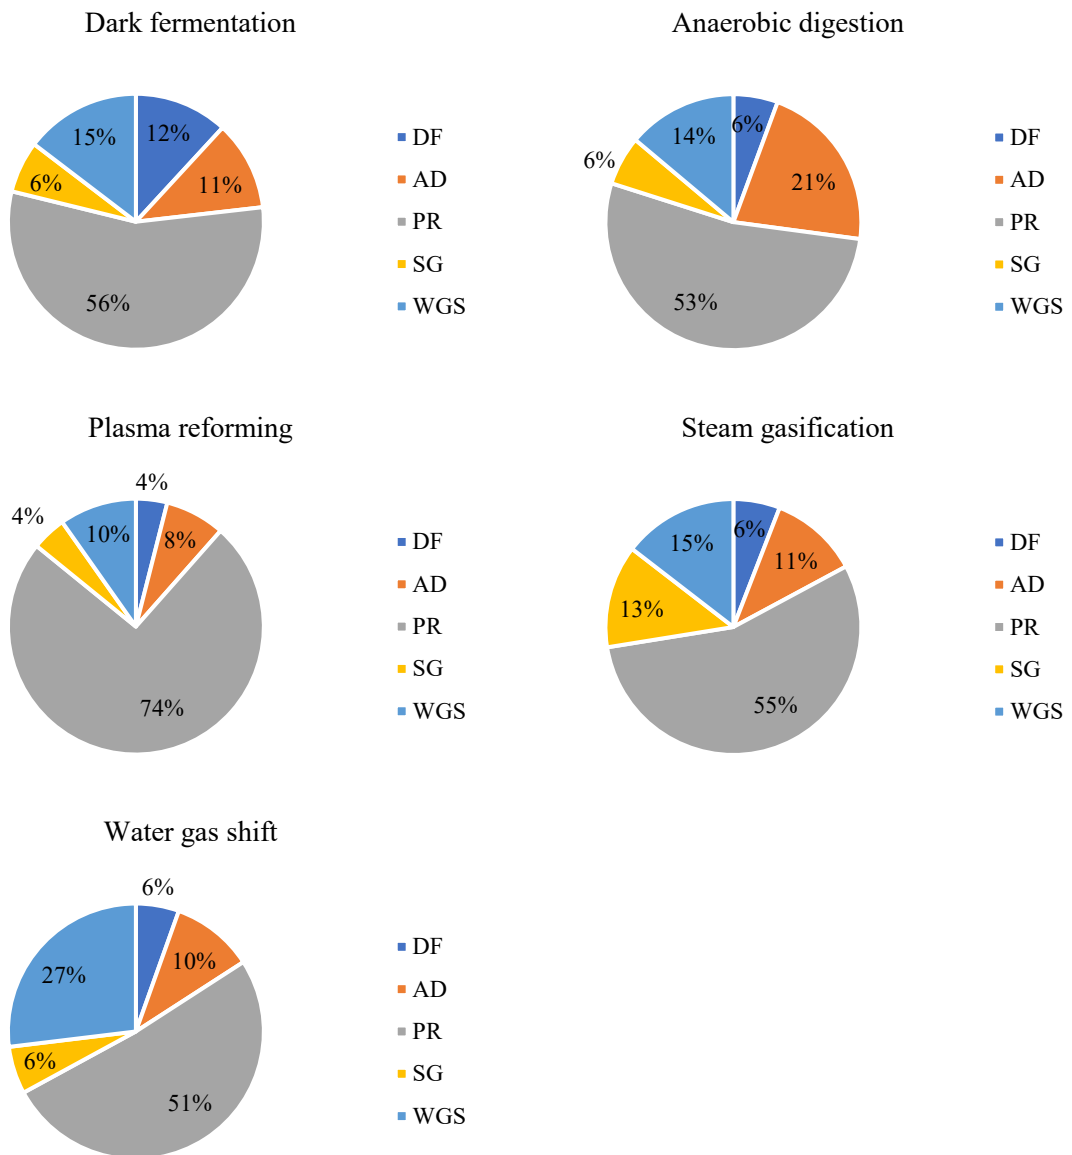 Dark fermentation
15%
12%
11%
6%
56%
DF
AD
PR
SG
WGS
Anaerobic digestion
14%
6%
21%
6%
53%
DF
AD
PR
SG
WGS
Plasma reforming
4%
4%
10%
8%
74%
DF
AD
PR
SG
WGS
Steam gasification
15%
6%
11%
13%
55%
DF
AD
PR
SG
WGS
Water gas shift
6%
27%
10%
6%
51%
DF
AD
PR
SG
WGS